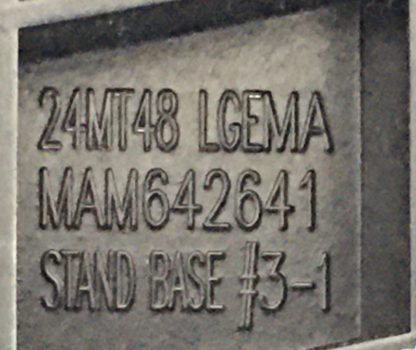 24MT48 LGEMA
MAM642641
STAND BASE #3-1